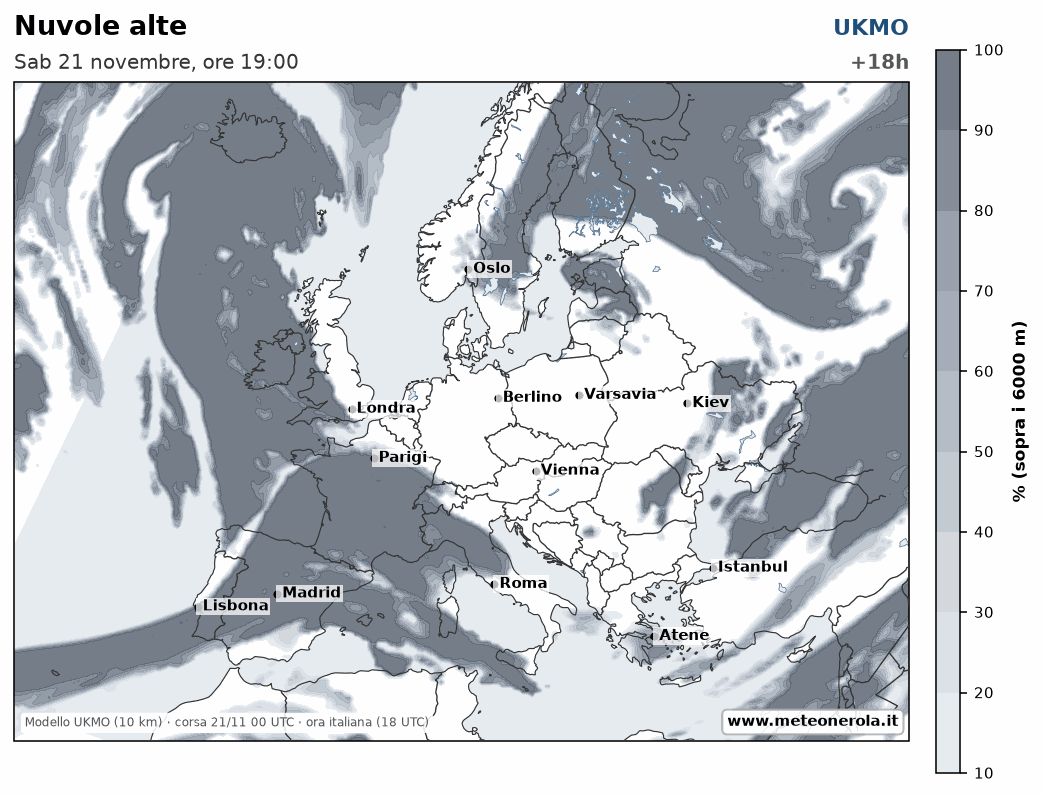 Nuvole alte
UKMO
Sab 21 novembre, ore 19:00
+18h
100
90
80
70
60
50
40
30
20
10
% (sopra i 6000 m)
Oslo
Berlino
Varsavia
Kiev
Londra
Parigi
Vienna
Istanbul
Roma
Madrid
Lisbona
Atene
Modello UKMO (10 km) · corsa 21/11 00 UTC · ora italiana (18 UTC)
www.meteonerola.it